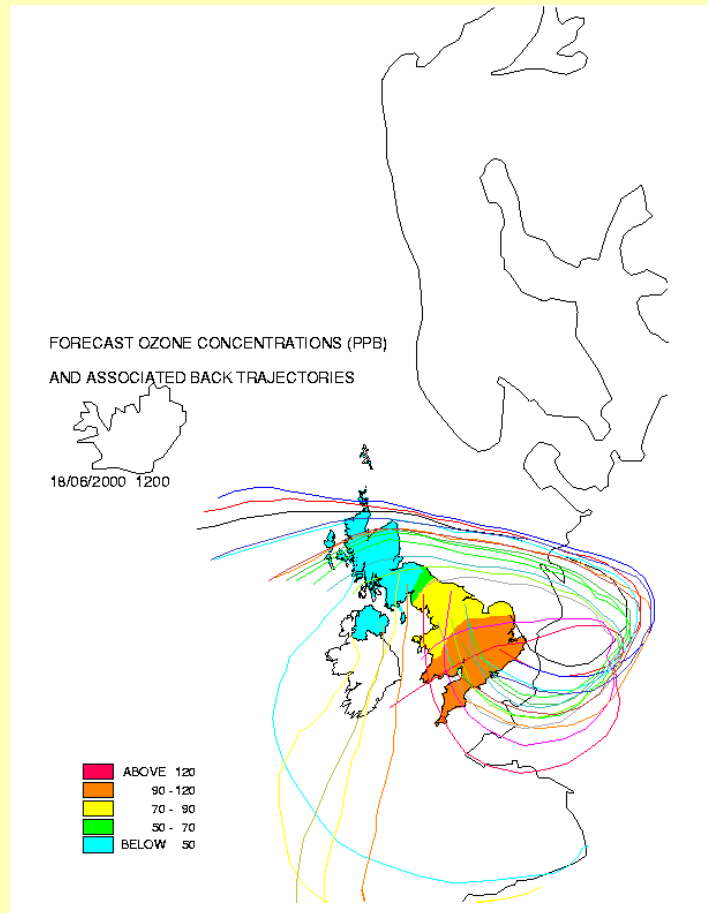 FORECAST OZONE CONCENTRATIONS (PPB)
AND ASSOCIATED BACK TRAJECTORIES
18/06/2000 1200
ABOVE 120
90 - 120
70 - 90
50 - 70
BELOW 50